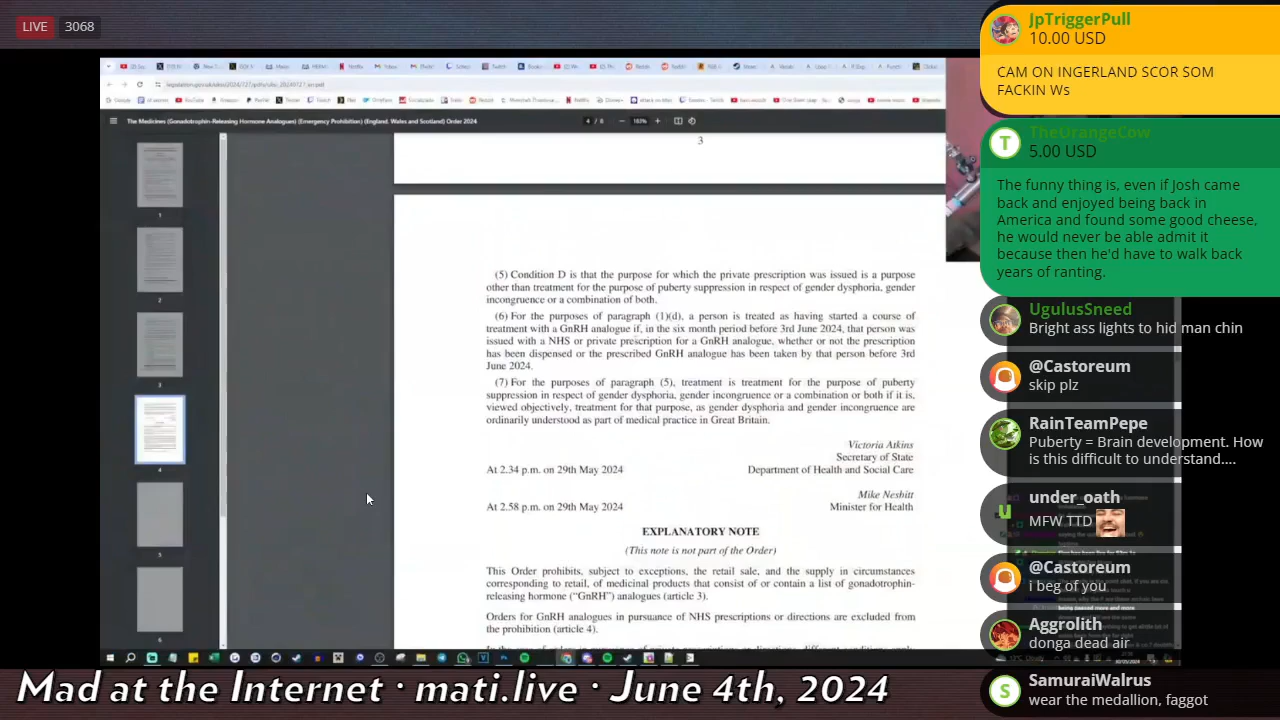 LIVE 3068
The Medicines (Gonadotrophin-Releasing Hormone Analogues) (Emergency Prohibition) (England, Wales and Scotland) Order 2024
4 / 8
1
2
3
4
5
6
3
(5) Condition D is that the purpose for which the private prescription was issued is a purpose
other than treatment for the purpose of puberty suppression in respect of gender dysphoria, gender
incongruence or a combination of both.
(6) For the purposes of paragraph (1)(d), a person is treated as having started a course of
treatment with a GnRH analogue if, in the six month period before 3rd June 2024, that person was
issued with a NHS or private prescription for a GnRH analogue, whether or not the prescription
has been dispensed or the prescribed GnRH analogue has been taken by that person before 3rd
June 2024.
(7) For the purposes of paragraph (5), treatment is treatment for the purpose of puberty
suppression in respect of gender dysphoria, gender incongruence or a combination or both if it is,
viewed objectively, treatment for that purpose, as gender dysphoria and gender incongruence are
ordinarily understood as part of medical practice in Great Britain.
Victoria Atkins
Secretary of State
At 2.34 p.m. on 29th May 2024 Department of Health and Social Care
Mike Nesbitt
At 2.58 p.m. on 29th May 2024 Minister for Health
EXPLANATORY NOTE
(This note is not part of the Order)
This Order prohibits, subject to exceptions, the retail sale, and the supply in circumstances
corresponding to retail, of medicinal products that consist of or contain a list of gonadotrophin-
releasing hormone ("GnRH") analogues (article 3).
Orders for GnRH analogues in pursuance of NHS prescriptions or directions are excluded from
the prohibition (article 4).
JpTriggerPull
10.00 USD
CAM ON INGERLAND SCOR SOM
FACKIN Ws
T
TheOrangeCow
5.00 USD
The funny thing is, even if Josh came
back and enjoyed being back in
America and found some good cheese,
he would never be able admit it
because then he'd have to walk back
years of ranting.
UgulusSneed
Bright ass lights to hid man chin
@Castoreum
skip plz
RainTeamPepe
Puberty = Brain development. How
is this difficult to understand....
u
under_oath
MFW TTD
@Castoreum
i beg of you
Aggrolith
donga dead air
S
SamuraiWalrus
wear the medallion, faggot
Mad at the Internet · mati.live · June 4th, 2024